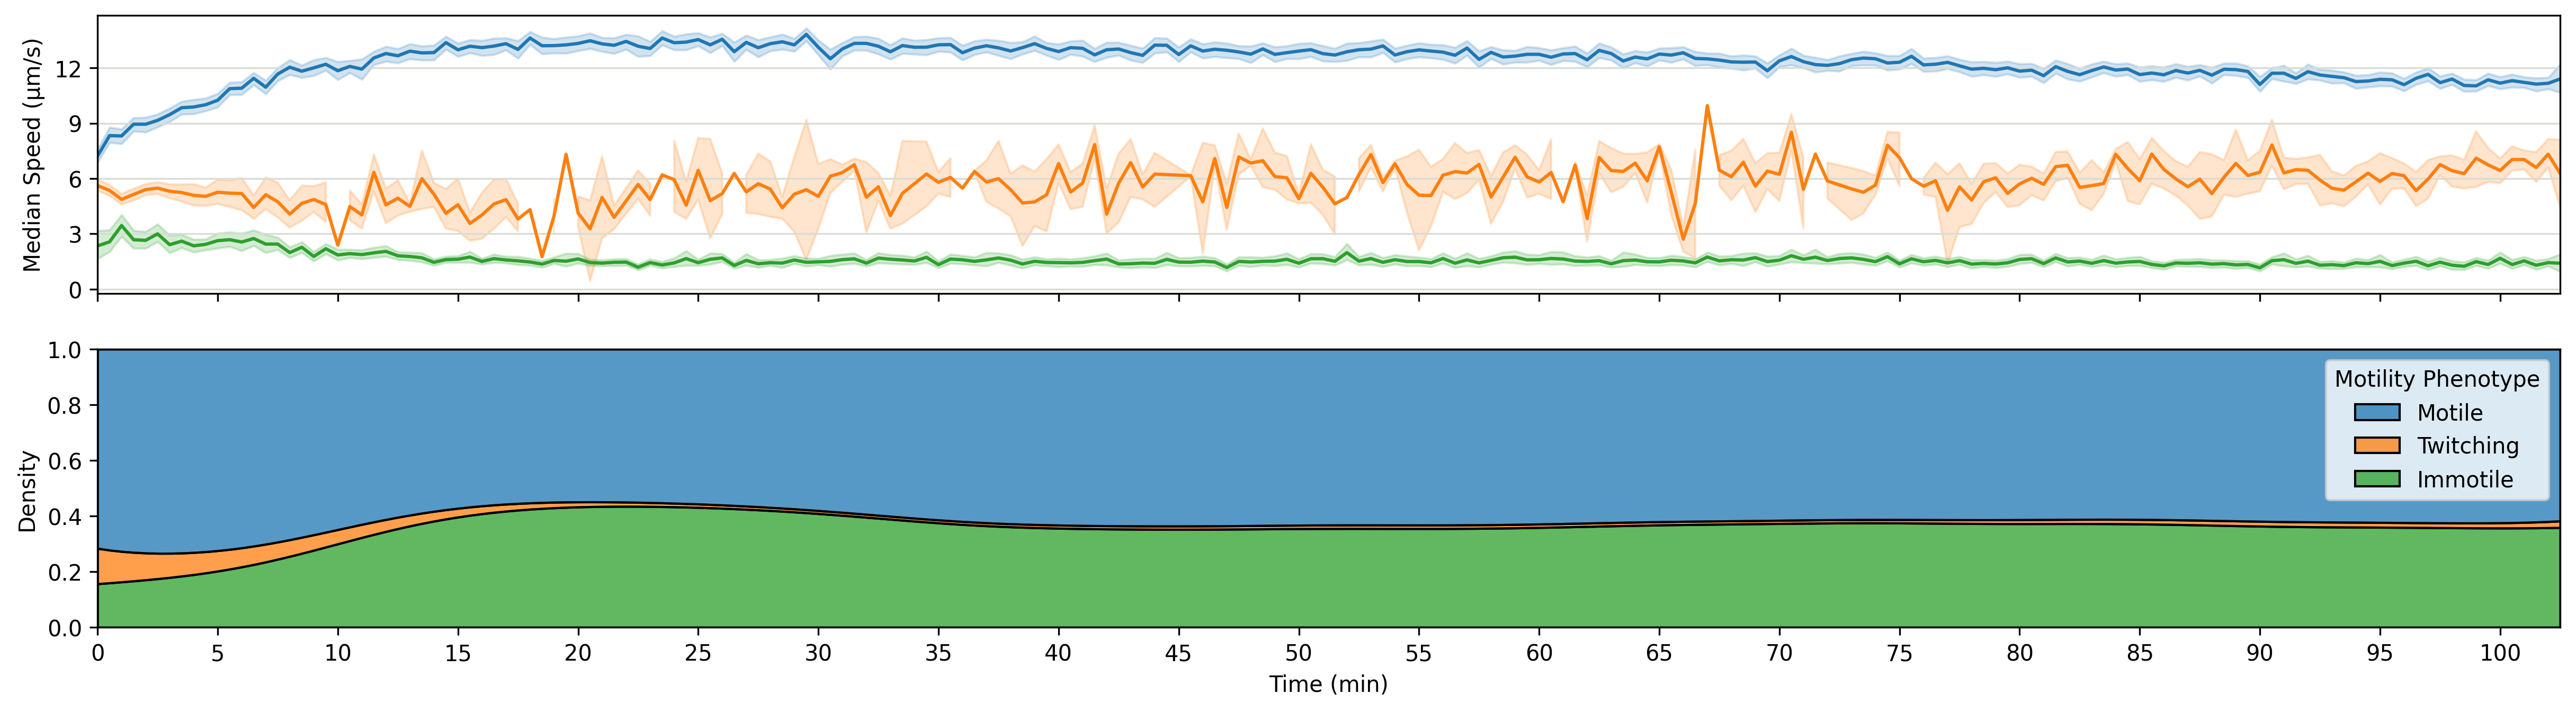 Median Speed (µm/s)
12
9
6
3
0
Density
1.0
0.8
0.6
0.4
0.2
0.0
Motility Phenotype
Motile
Twitching
Immotile
0 5 10 15 20 25 30 35 40 45 50 55 60 65 70 75 80 85 90 95 100
Time (min)